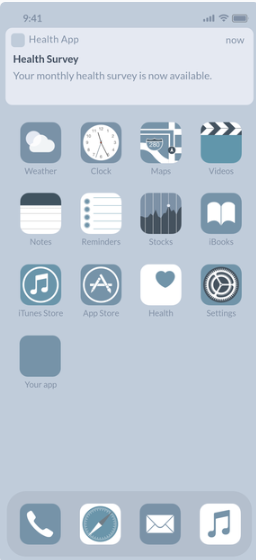 9:41
Health App
now
Health Survey
Your monthly health survey is now available.
Weather
Clock
Maps
Videos
280
Notes
Reminders
Stocks
iBooks
iTunes Store
App Store
Health
Settings
Your app